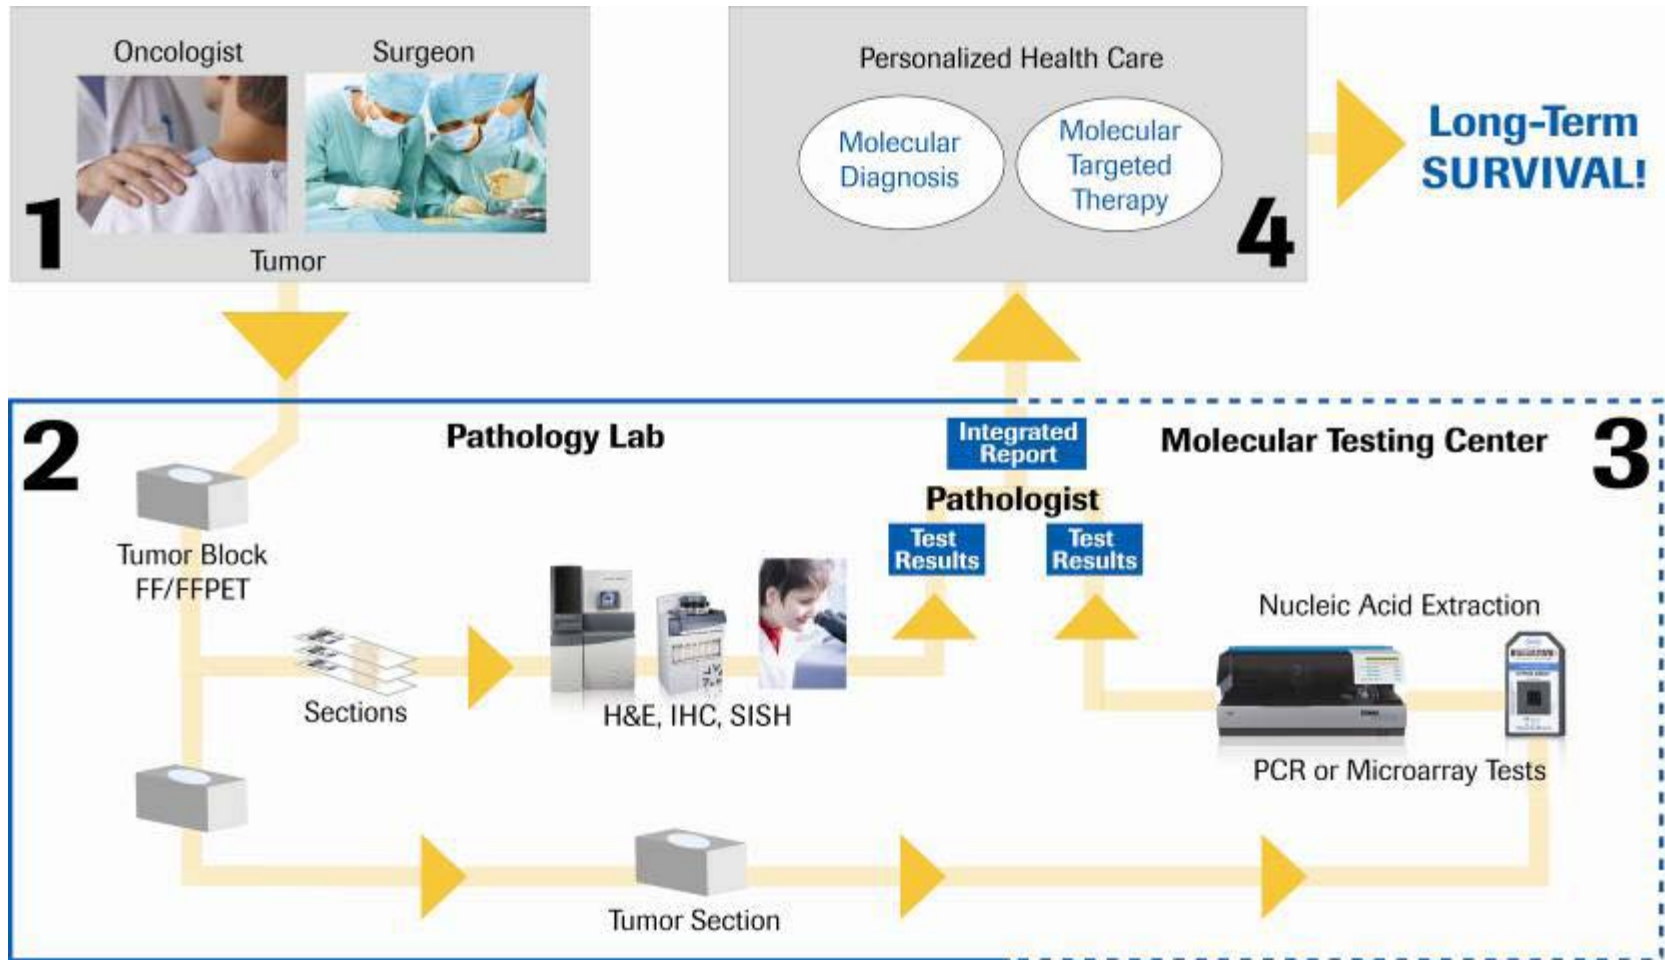 Oncologist
Surgeon
1
Tumor
Personalized Health Care
Molecular
Diagnosis
Molecular
Targeted
Therapy
4
Long-Term
SURVIVAL!
2
Pathology Lab
Integrated
Report
Molecular Testing Center
3
Pathologist
Test
Results
Test
Results
Tumor Block
FF/FFPET
Sections
H&E, IHC, SISH
Nucleic Acid Extraction
PCR or Microarray Tests
Tumor Section